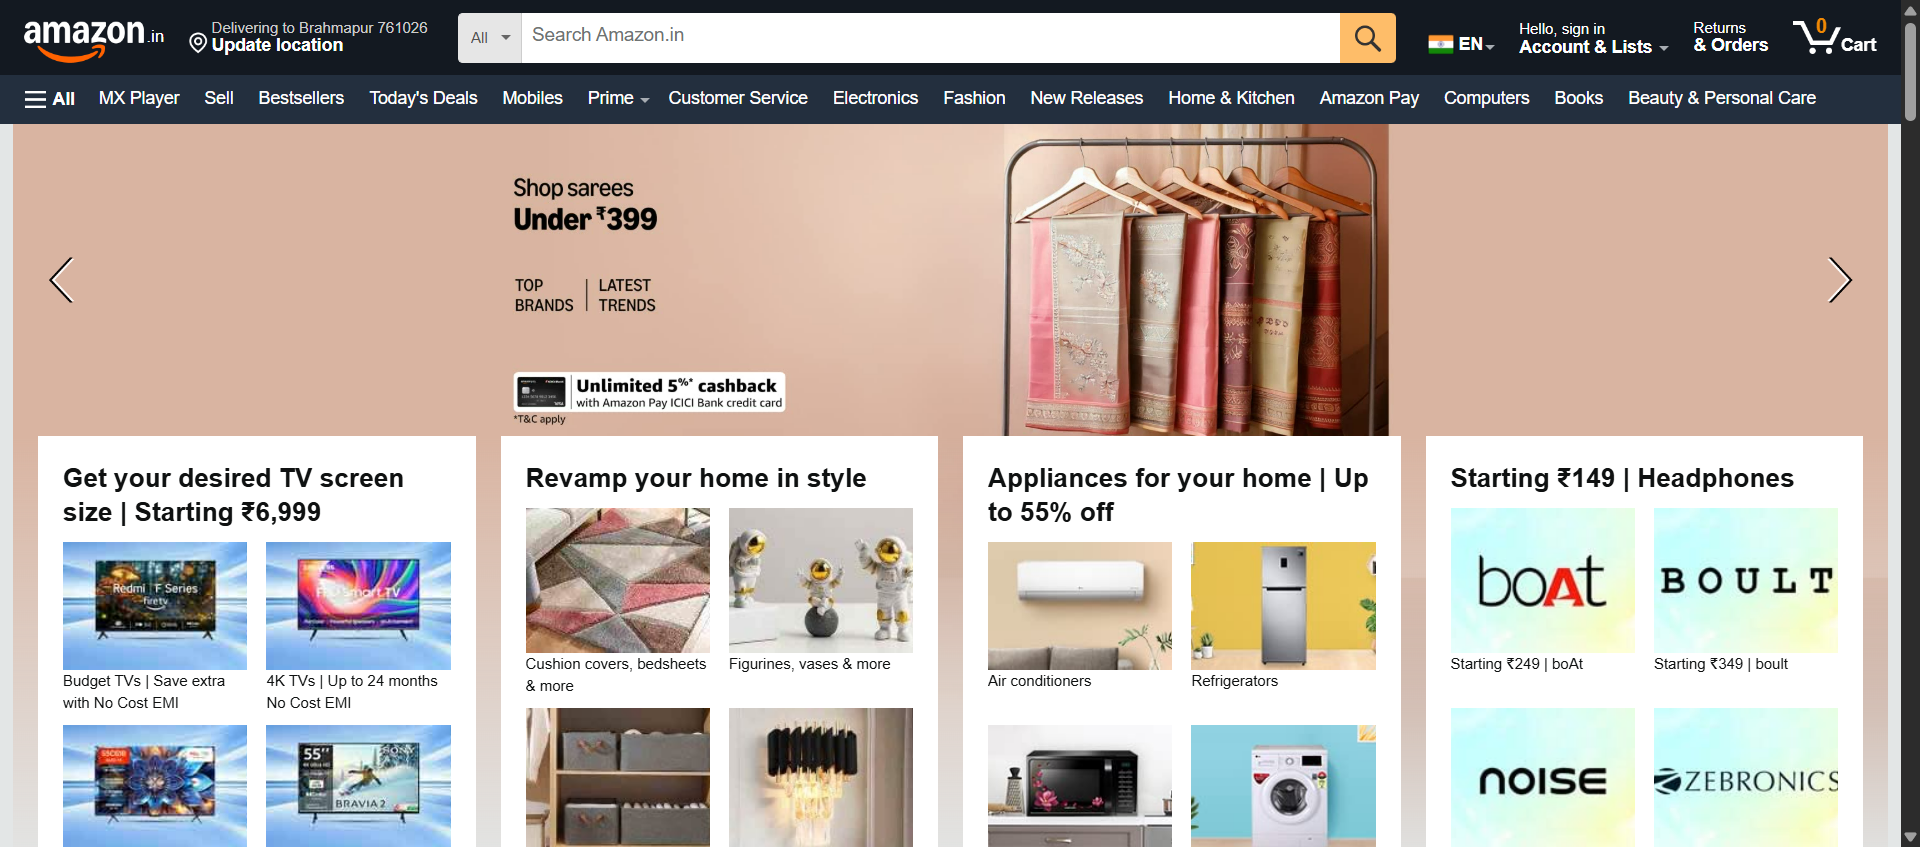 amazon.in
Delivering to Brahmapur 761026
Update location
All
Search Amazon.in
EN
Hello, sign in
Account & Lists
Returns
& Orders
0
Cart
All
MX Player
Sell
Bestsellers
Today's Deals
Mobiles
Prime
Customer Service
Electronics
Fashion
New Releases
Home & Kitchen
Amazon Pay
Computers
Books
Beauty & Personal Care
Shop sarees
Under ₹399
TOP
BRANDS
LATEST
TRENDS
Unlimited 5%* cashback
with Amazon Pay ICICI Bank credit card
*T&C apply
Get your desired TV screen
size | Starting ₹6,999
Redmi F Series
firetv
Smart TV
Budget TVs | Save extra
with No Cost EMI
4K TVs | Up to 24 months
No Cost EMI
55"
SONY
BRAVIA 2
Revamp your home in style
Cushion covers, bedsheets
& more
Figurines, vases & more
Appliances for your home | Up
to 55% off
Air conditioners
Refrigerators
Starting ₹149 | Headphones
boAt
BOULT
Starting ₹249 | boAt
Starting ₹349 | boult
noise
ZEBRONICS